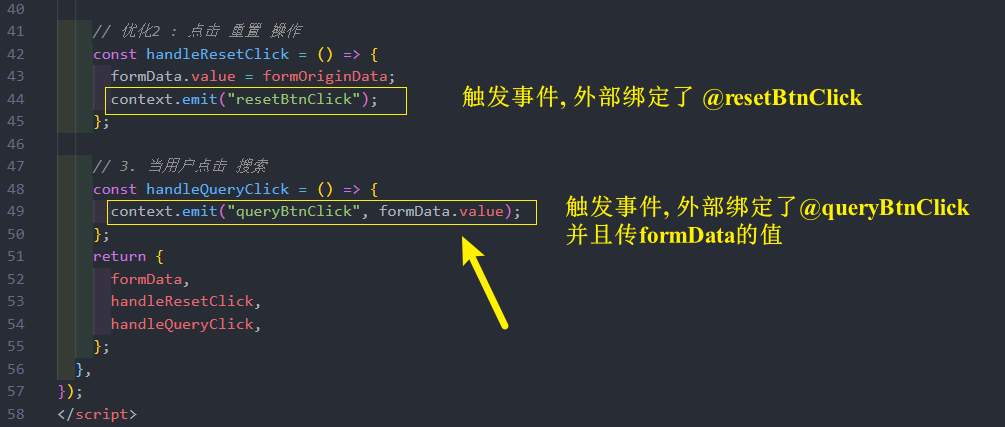 40
41 // 优化2 : 点击 重置 操作
42 const handleResetClick = () => {
43 formData.value = formOriginData;
44 context.emit("resetBtnClick");
触发事件, 外部绑定了 @resetBtnClick
45 };
46
47 // 3. 当用户点击 搜索
48 const handleQueryClick = () => {
49 context.emit("queryBtnClick", formData.value);
触发事件, 外部绑定了@queryBtnClick
并且传formData的值
50 };
51 return {
52 formData,
53 handleResetClick,
54 handleQueryClick,
55 };
56 },
57 });
58 </script>